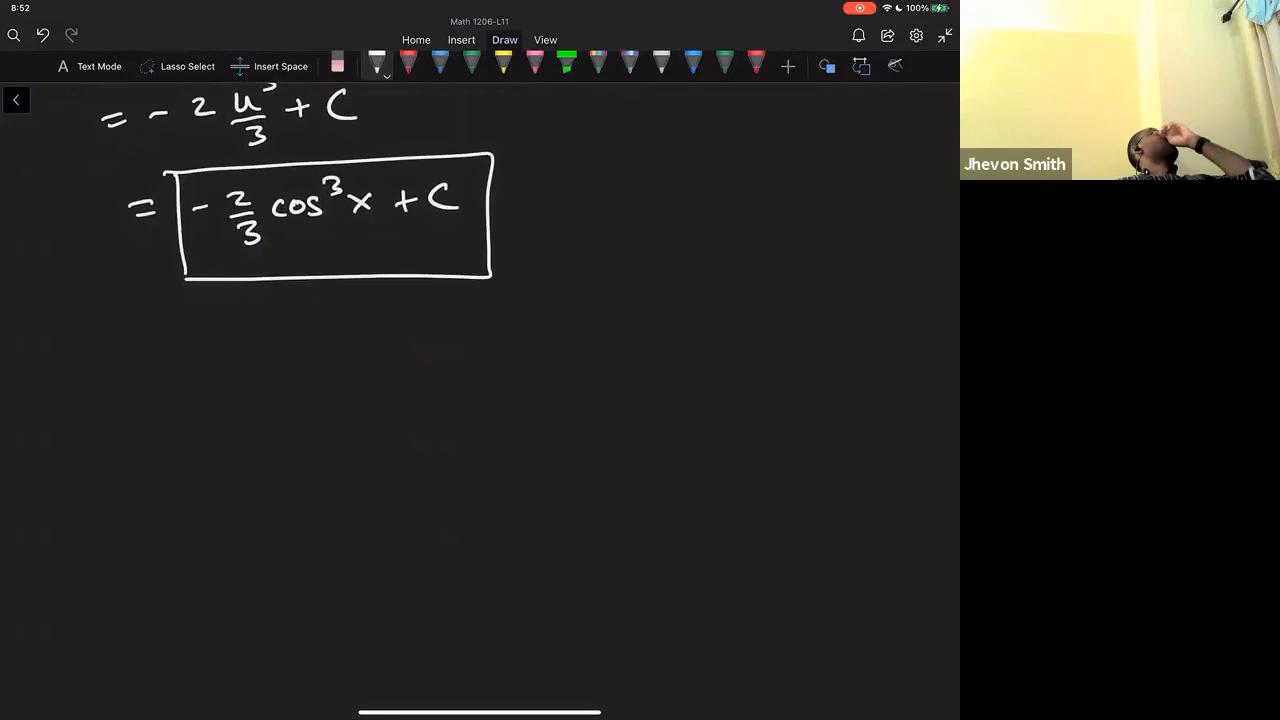 8:52
100%
Math 1206-L11
Home Insert Draw View
Text Mode Lasso Select Insert Space
= - 2 u³/3 + C
= - 2/3 cos³x + C
Jhevon Smith